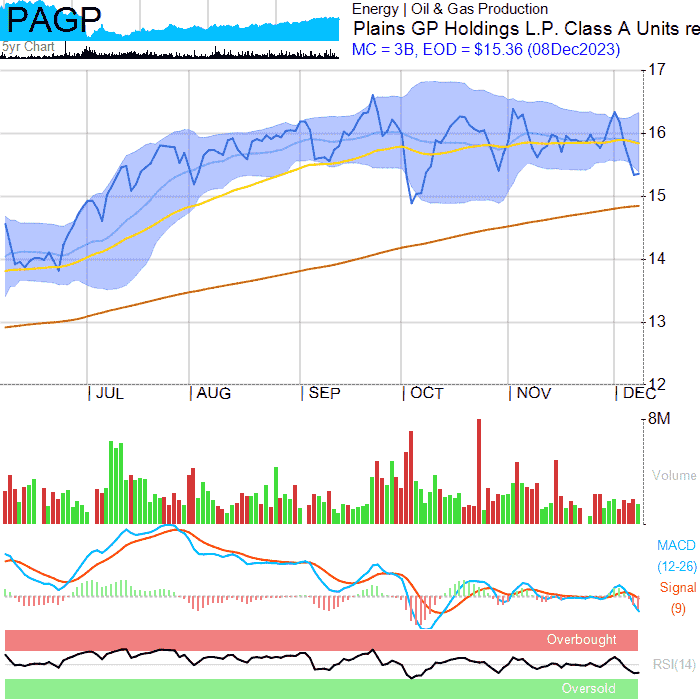 PAGP
5yr Chart
Energy | Oil & Gas Production
Plains GP Holdings L.P. Class A Units re
MC = 3B, EOD = $15.36 (08Dec2023)
17
16
15
14
13
12
JUL AUG SEP OCT NOV DEC
8M
Volume
MACD
(12-26)
Signal
(9)
Overbought
RSI(14)
Oversold